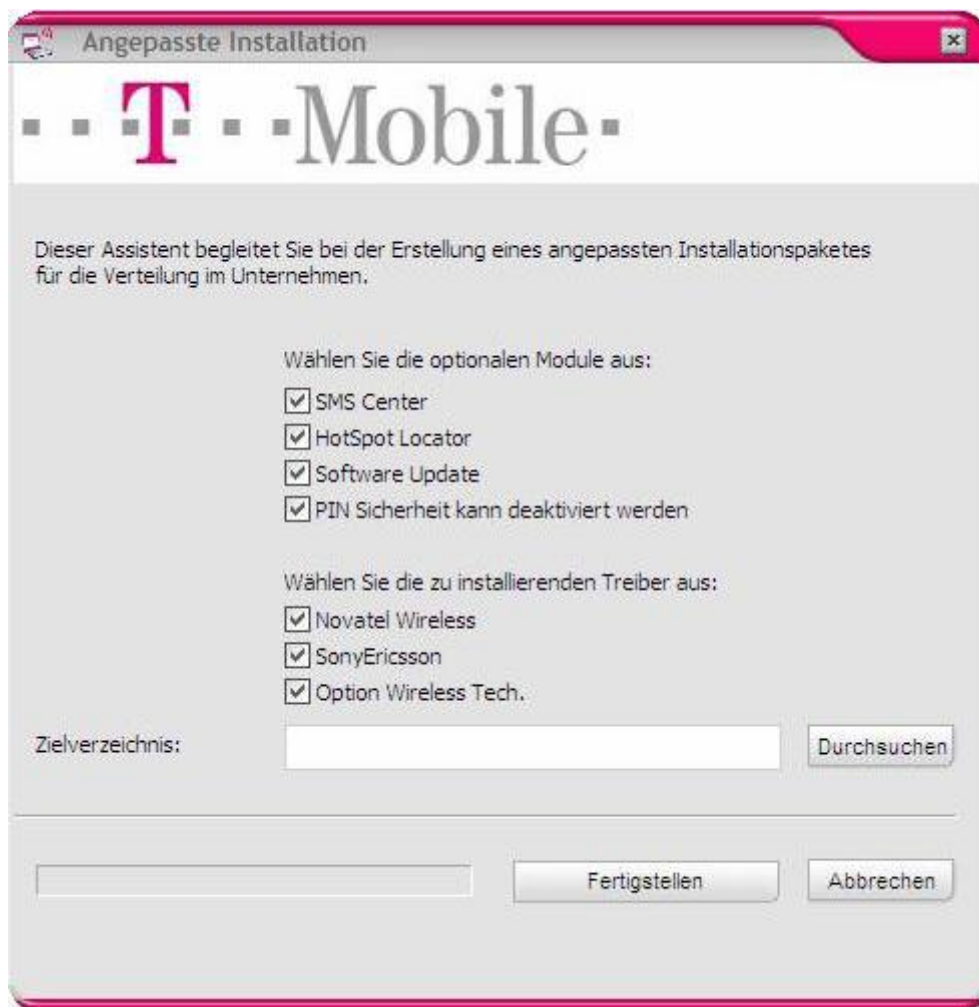 Angepasste Installation
T Mobile
Dieser Assistent begleitet Sie bei der Erstellung eines angepassten Installationspaketes
für die Verteilung im Unternehmen.
Wählen Sie die optionalen Module aus:
SMS Center
HotSpot Locator
Software Update
PIN Sicherheit kann deaktiviert werden
Wählen Sie die zu installierenden Treiber aus:
Novatel Wireless
SonyEricsson
Option Wireless Tech.
Zielverzeichnis:
Durchsuchen
Fertigstellen
Abbrechen